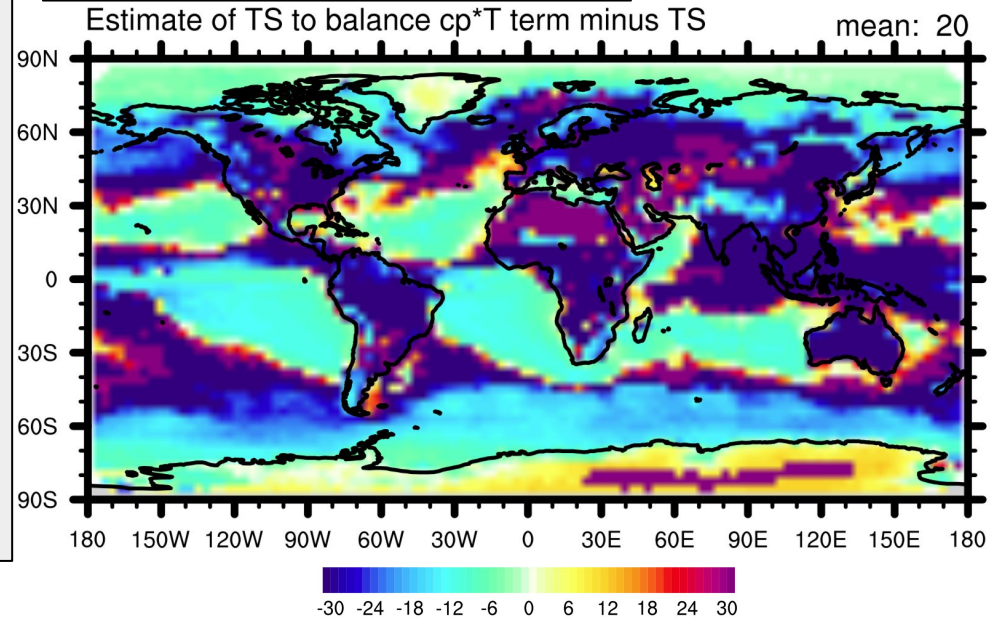 Estimate of TS to balance cp*T term minus TS
mean: 20
90N
60N
30N
0
30S
60S
90S
180 150W 120W 90W 60W 30W 0 30E 60E 90E 120E 150E 180
-30 -24 -18 -12 -6 0 6 12 18 24 30